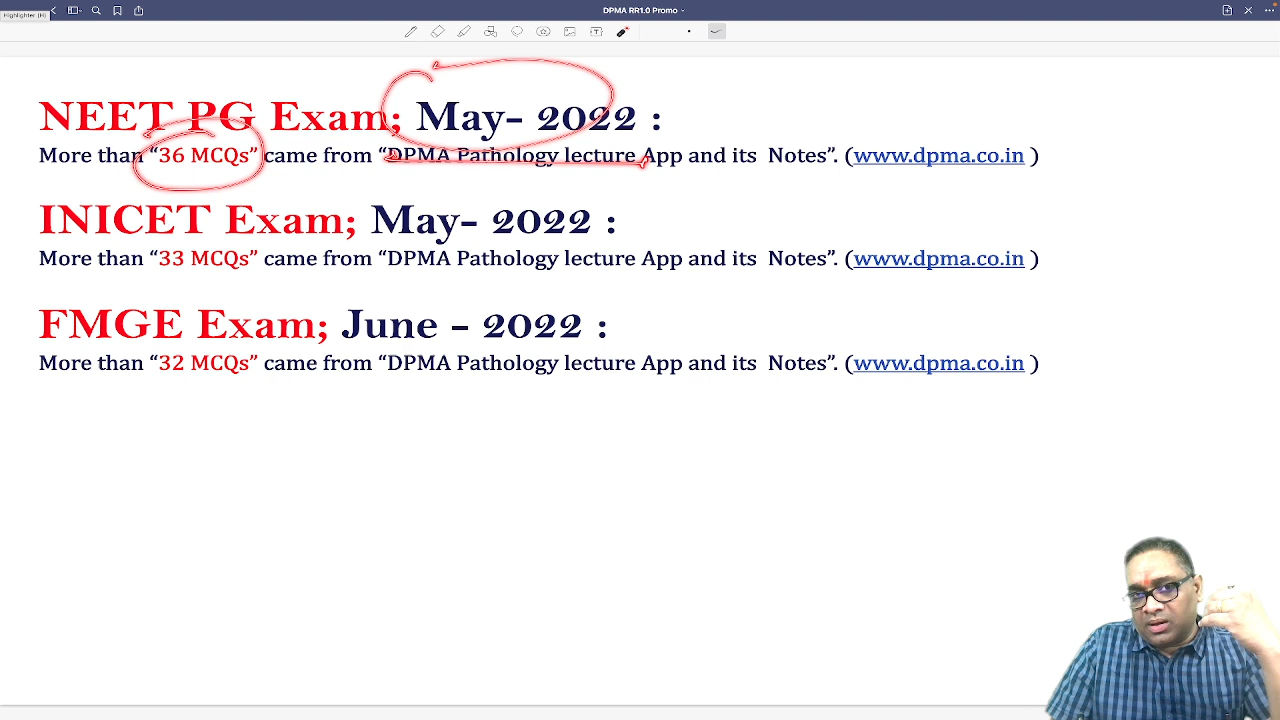 Highlighter (H)
DPMA RR1.0 Promo
NEET PG Exam; May- 2022 :
More than “36 MCQs” came from “DPMA Pathology lecture App and its Notes”. (www.dpma.co.in )
INICET Exam; May- 2022 :
More than “33 MCQs” came from “DPMA Pathology lecture App and its Notes”. (www.dpma.co.in )
FMGE Exam; June - 2022 :
More than “32 MCQs” came from “DPMA Pathology lecture App and its Notes”. (www.dpma.co.in )